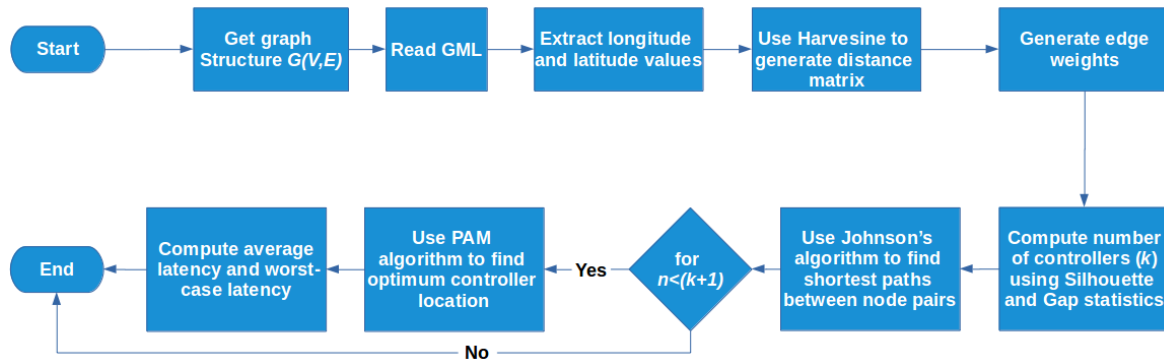 Start
Get graph
Structure G(V,E)
Read GML
Extract longitude
and latitude values
Use Harvesine to
generate distance
matrix
Generate edge
weights
End
Compute average
latency and worst-
case latency
Use PAM
algorithm to find
optimum controller
location
Yes
for
n<(k+1)
Use Johnson's
algorithm to find
shortest paths
between node pairs
Compute number
of controllers (k)
using Silhouette
and Gap statistics
No